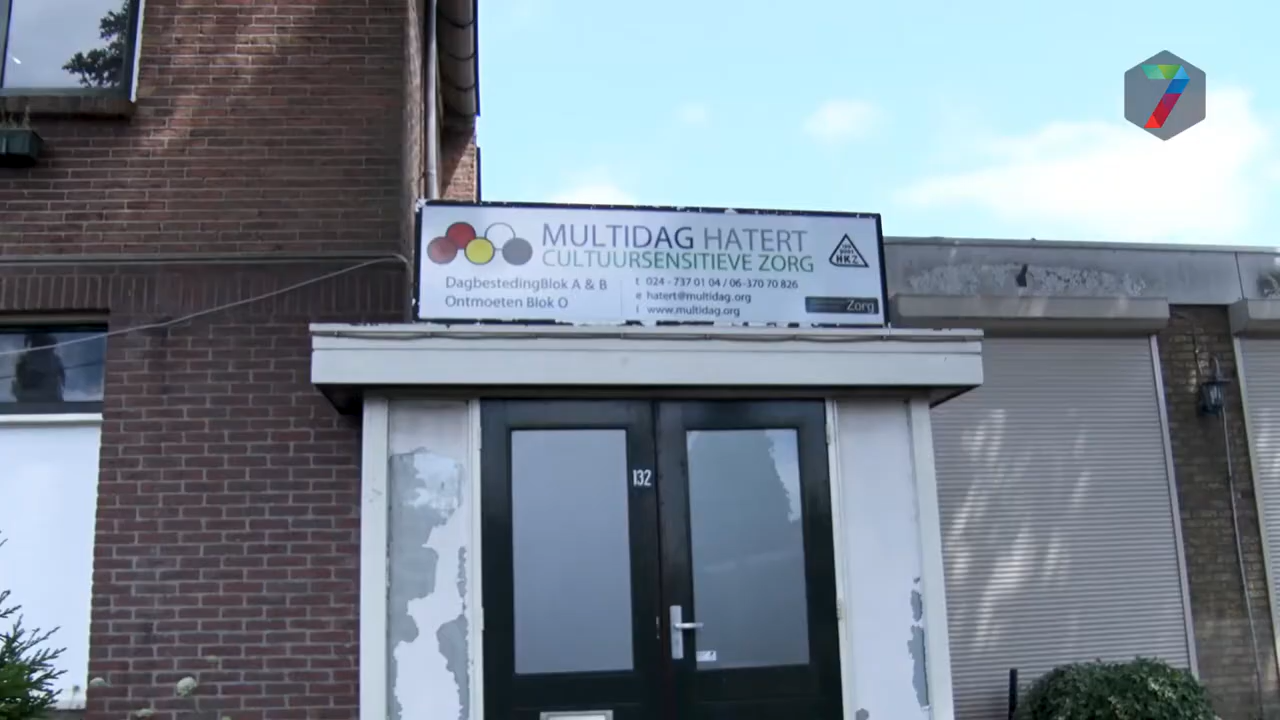 7
MULTIDAG HATERT
CULTUURSENSITIEVE ZORG
DagbestedingBlok A & B
Ontmoeten Blok O
t 024 - 737 01 04 / 06-370 70 826
e hatert@multidag.org
i www.multidag.org
HKZ
Zorg
132